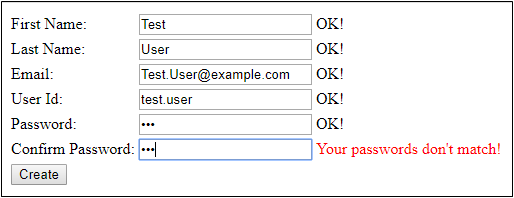 First Name: Test OK!
Last Name: User OK!
Email: Test.User@example.com OK!
User Id: test.user OK!
Password: ••• OK!
Confirm Password: ••• Your passwords don't match!
Create